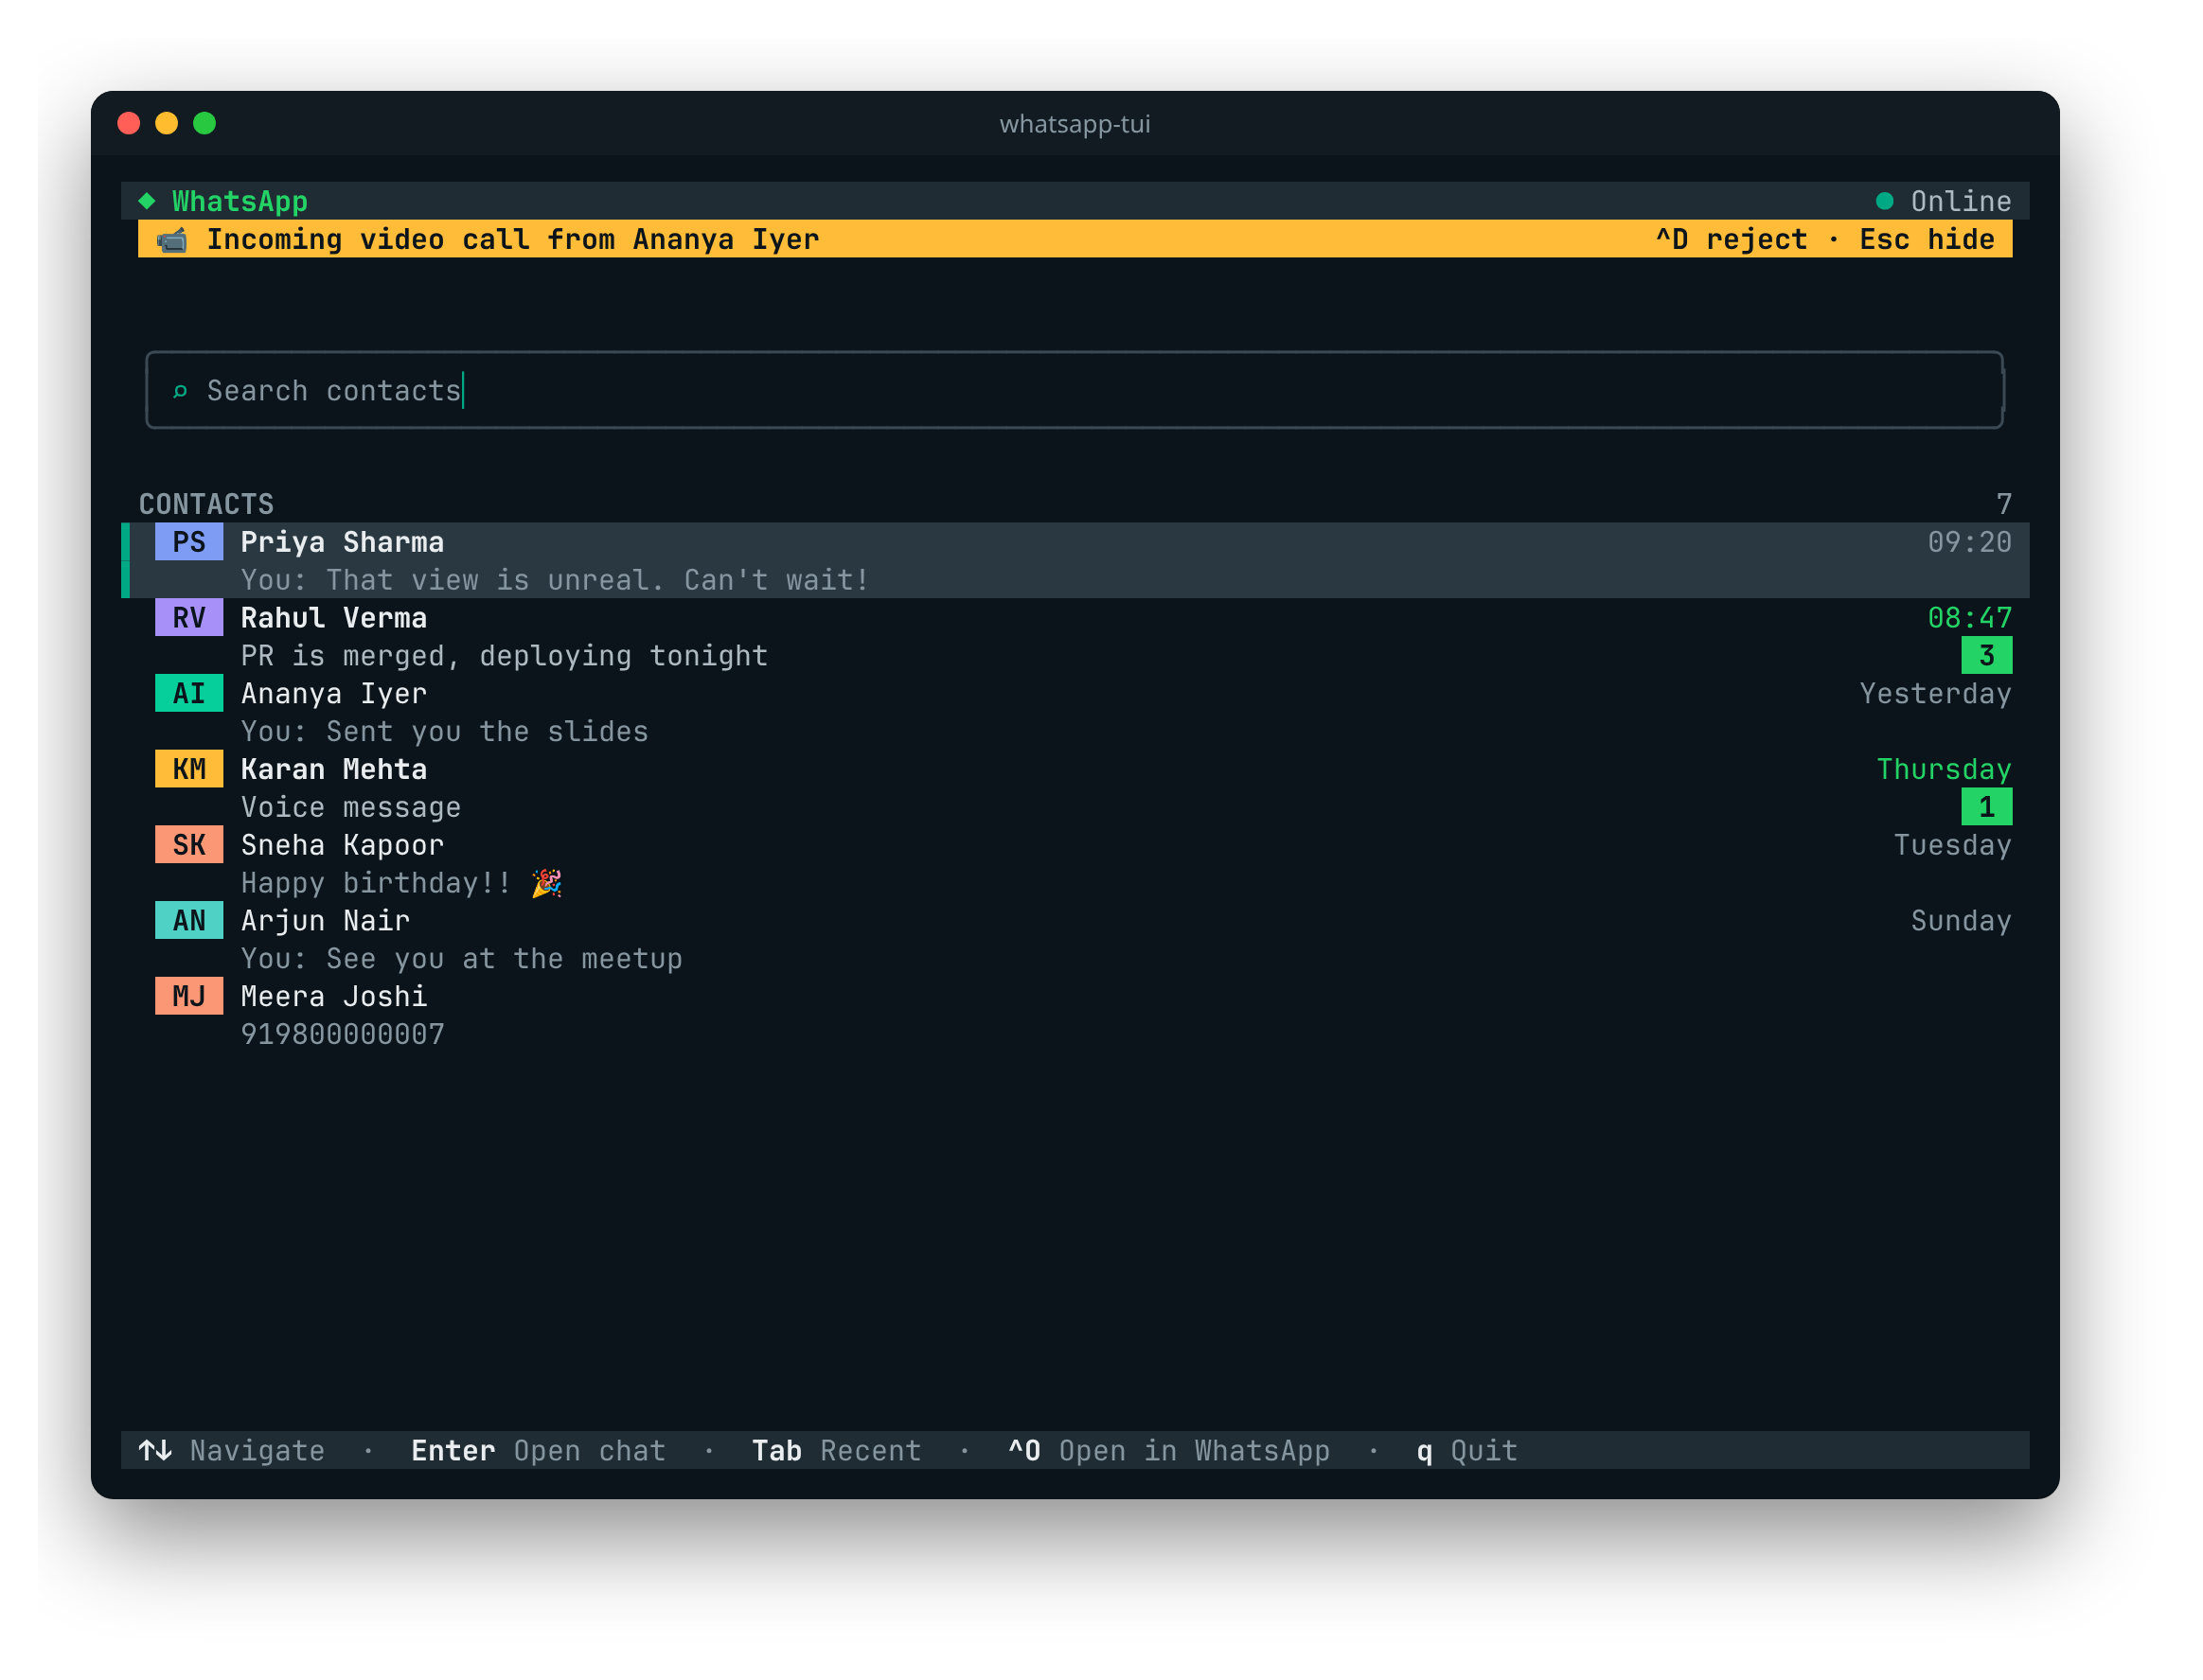 whatsapp-tui
◆ WhatsApp ● Online
📹 Incoming video call from Ananya Iyer ^D reject · Esc hide
⌕ Search contacts
CONTACTS 7
PS Priya Sharma 09:20
You: That view is unreal. Can't wait!
RV Rahul Verma 08:47
PR is merged, deploying tonight 3
AI Ananya Iyer Yesterday
You: Sent you the slides
KM Karan Mehta Thursday
Voice message 1
SK Sneha Kapoor Tuesday
Happy birthday!! 🎉
AN Arjun Nair Sunday
You: See you at the meetup
MJ Meera Joshi
919800000007
↑↓ Navigate · Enter Open chat · Tab Recent · ^O Open in WhatsApp · q Quit